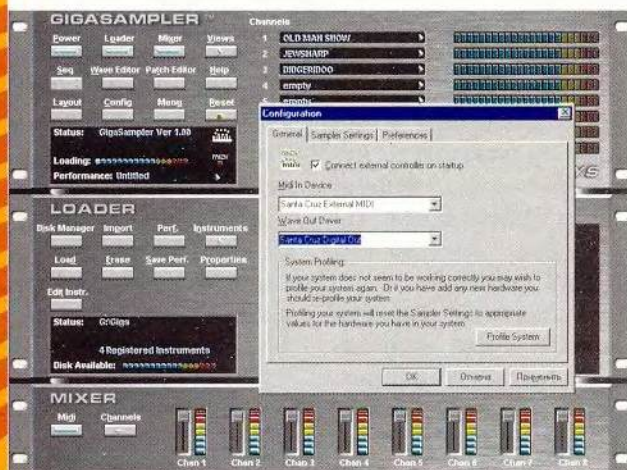 GIGASAMPLER TM
Channels
Power Loader Mixer Views
1 OLD MAN SHOW
2 JEWSHARP
Seq Wave Editor Patch Editor Help
3 DIDGERIDOO
4 empty
Layout Config Menu Reset
5 empty
Status: GigaSampler Ver 1.00
MIDI
Loading:
Performance: Untitled
Configuration
General Sampler Settings Preferences
Connect external controller on startup
Midi In Device
Santa Cruz External MIDI
Wave Out Driver
Santa Cruz Digital Out
System Profiling
If your system does not seem to be working correctly you may wish to
profile your system again. Or if you have add any new hardware you
should re-profile your system
Profiling your system will reset the Sampler Settings to appropriate
values for the hardware you have in your system
Profile System
OK Отмена Применить
LOADER
Disk Manager Import Perf. Instruments
Load Erase Save Perf. Properties
Edit Instr.
Status: G:\Gigs
4 Registered Instruments
Disk Available:
MIXER
Midi Channels
Chan 1 Chan 2 Chan 3 Chan 4 Chan 5 Chan 6 Chan 7 Chan 8